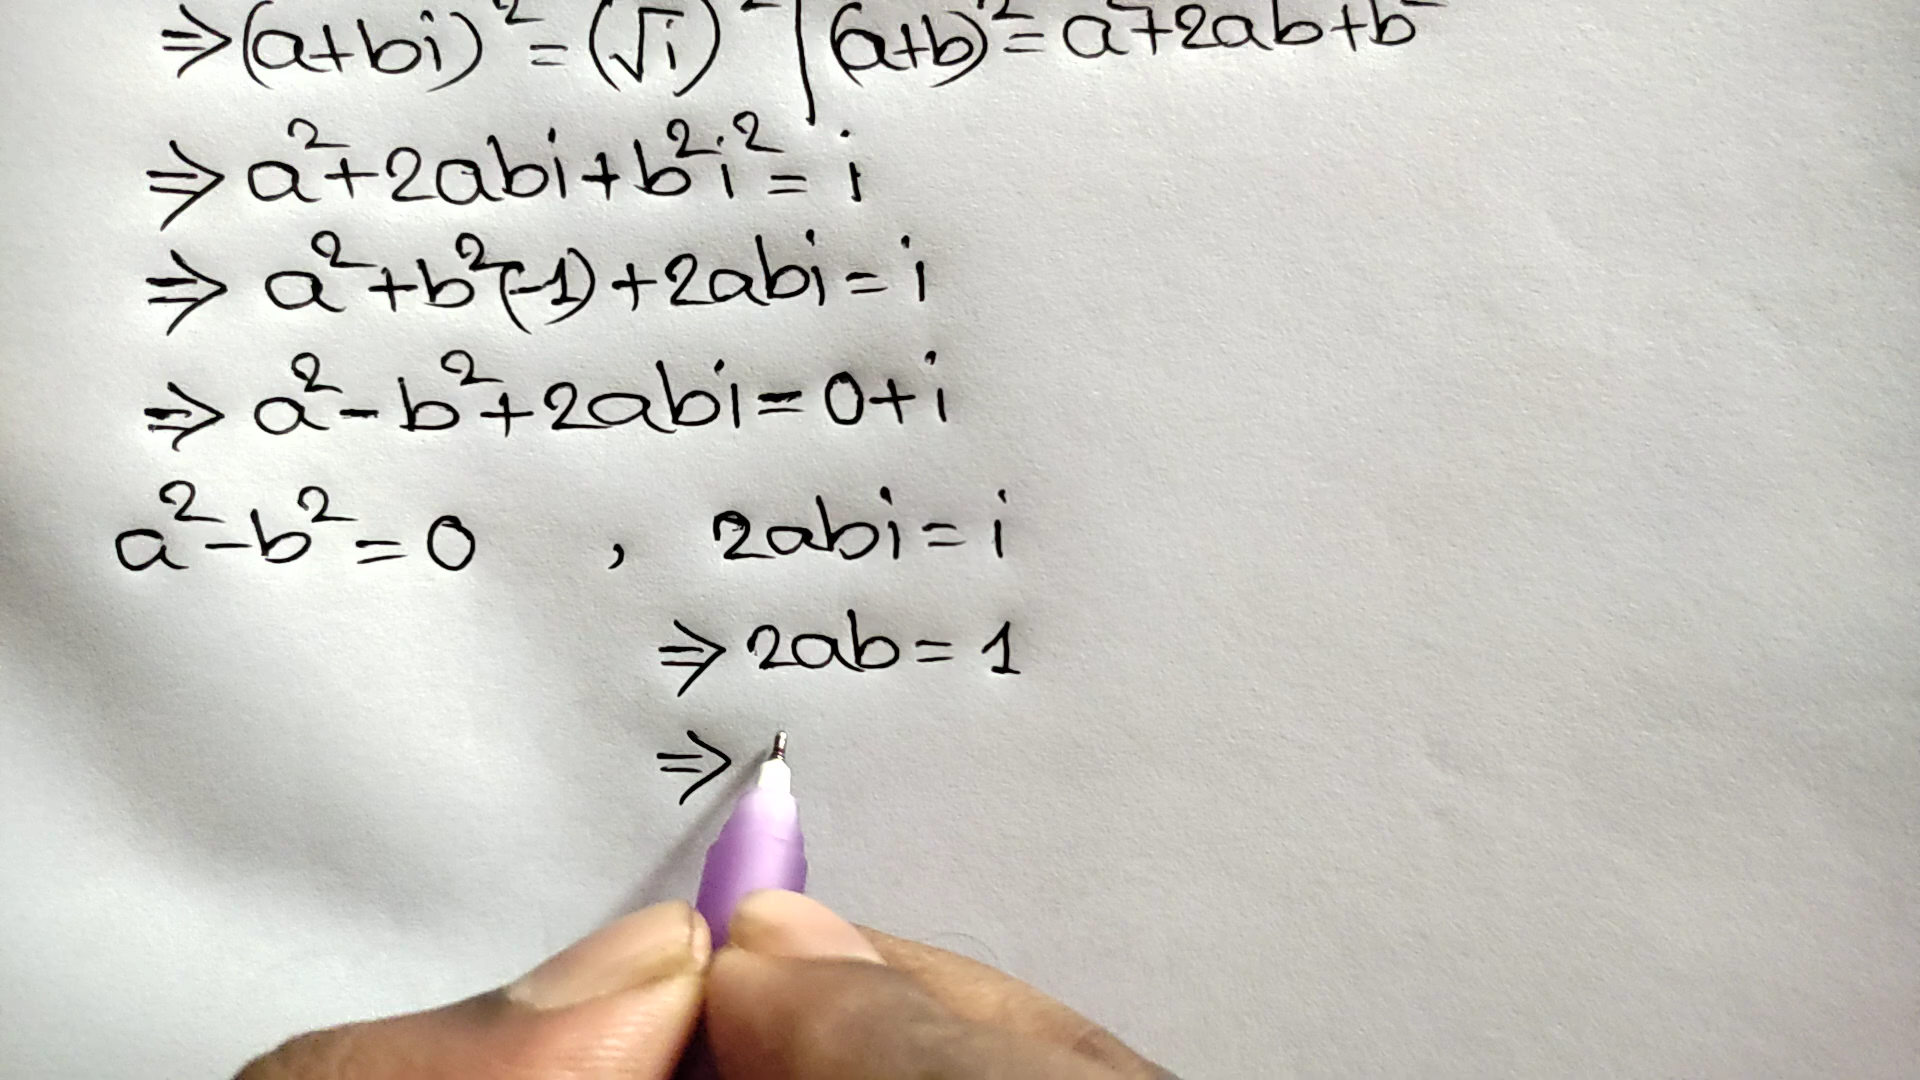 ⇒(a+bi)²=(√i)² | (a+b)²=a²+2ab+b²
⇒a²+2abi+b²i²=i
⇒a²+b²(-1)+2abi=i
⇒a²-b²+2abi=0+i
a²-b²=0 , 2abi=i
⇒2ab=1
⇒